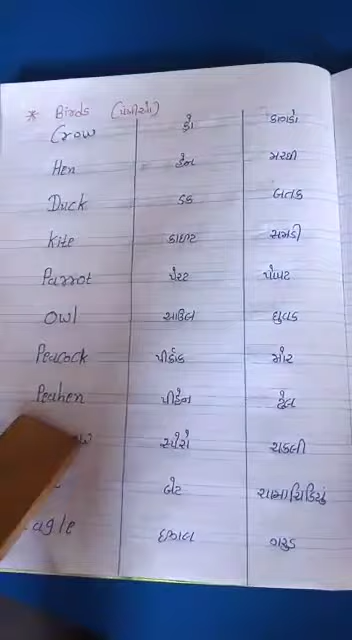 * Birds (પંખીઓ)
Crow ક્રો કાગડો
Hen હેન મરઘી
Duck ડક બતક
Kite કાઇટ સમડી
Parrot પેરટ પોપટ
Owl આઉલ ઘુવડ
Peacock પીકોક મોર
Peahen પીહેન ઢેલ
સ્પેરો ચકલી
બેટ ચામાચિડિયું
agle ઇગલ ગરુડ